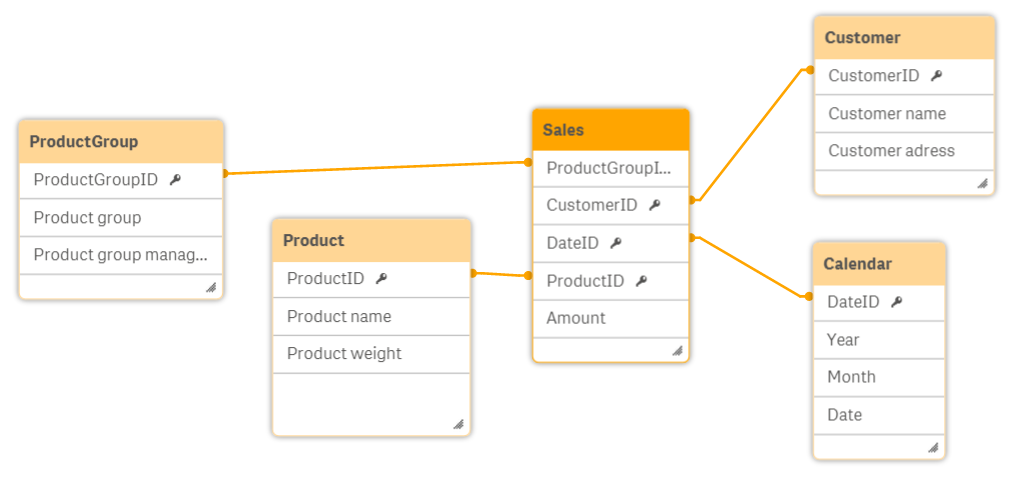 ProductGroup
ProductGroupID
Product group
Product group manag...
Product
ProductID
Product name
Product weight
Sales
ProductGroupI...
CustomerID
DateID
ProductID
Amount
Customer
CustomerID
Customer name
Customer adress
Calendar
DateID
Year
Month
Date